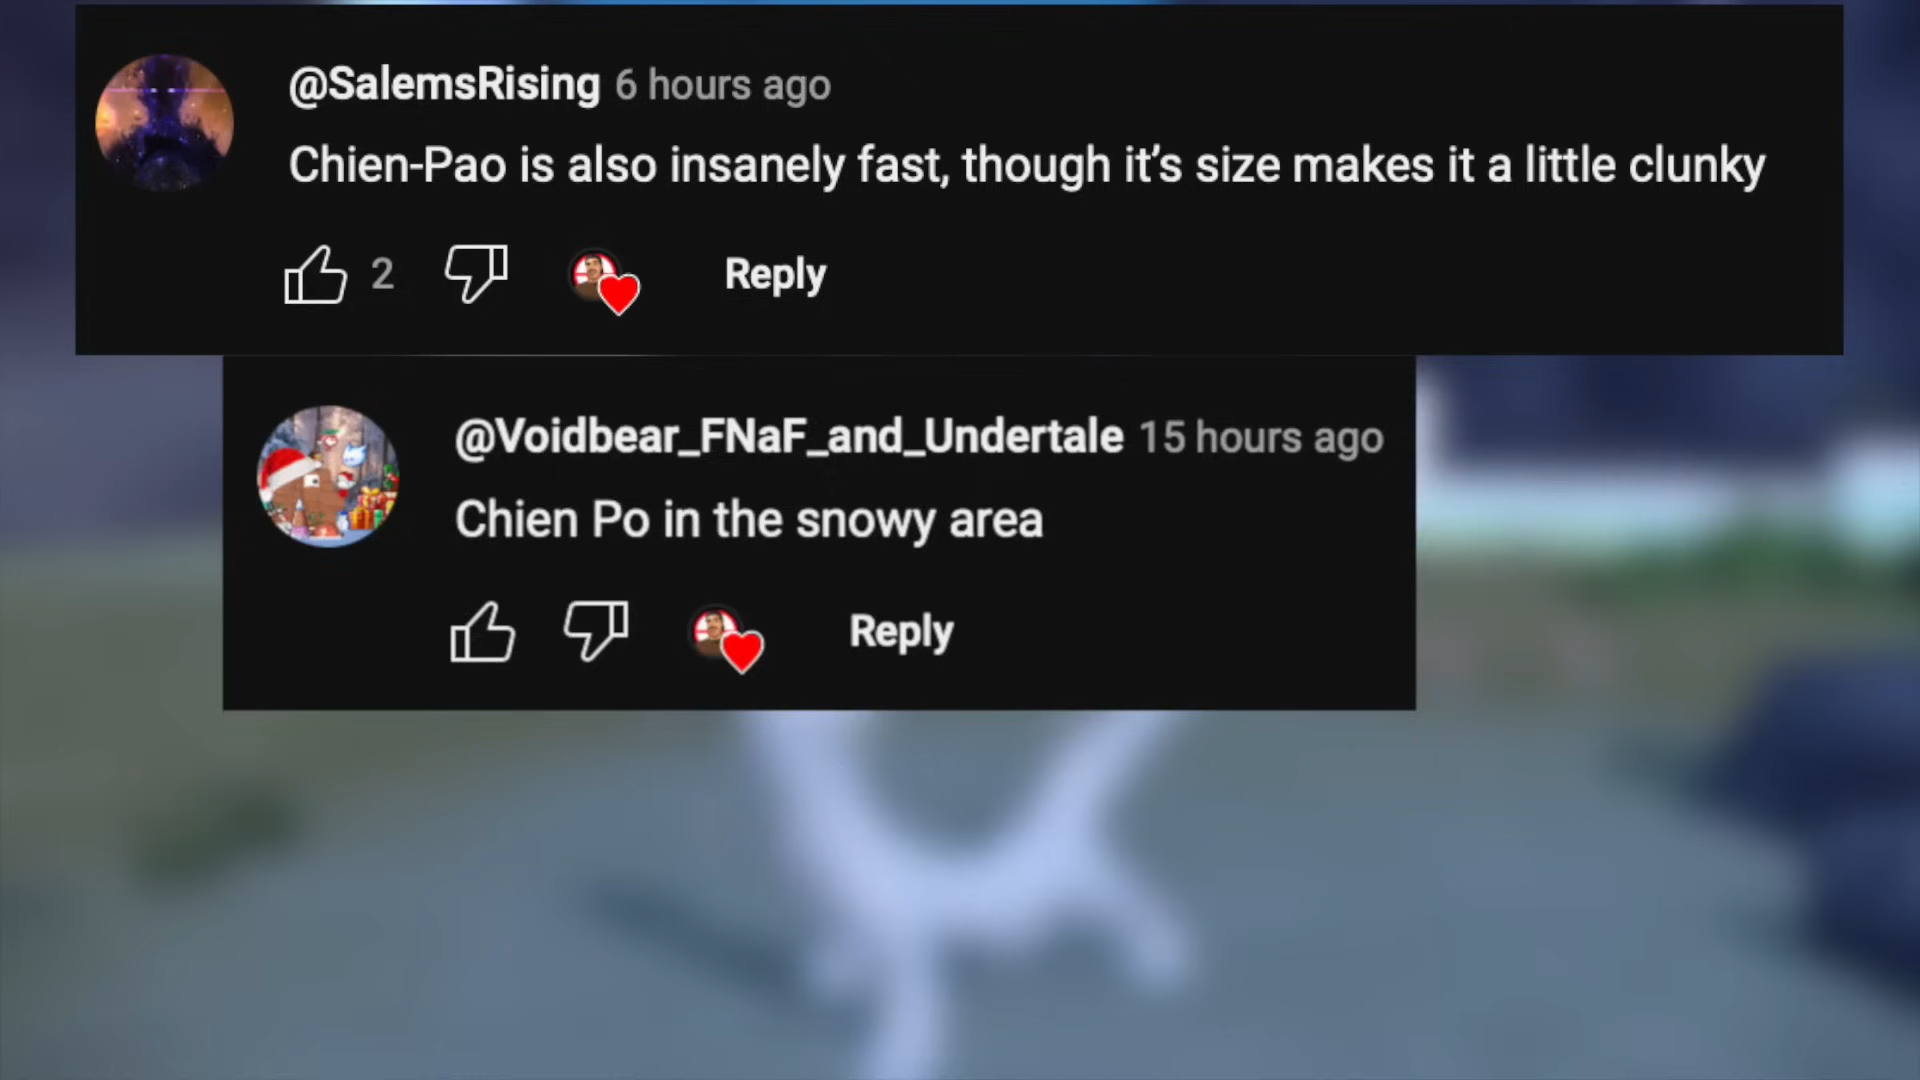 @SalemsRising 6 hours ago
Chien-Pao is also insanely fast, though it’s size makes it a little clunky
2 Reply
@Voidbear_FNaF_and_Undertale 15 hours ago
Chien Po in the snowy area
Reply